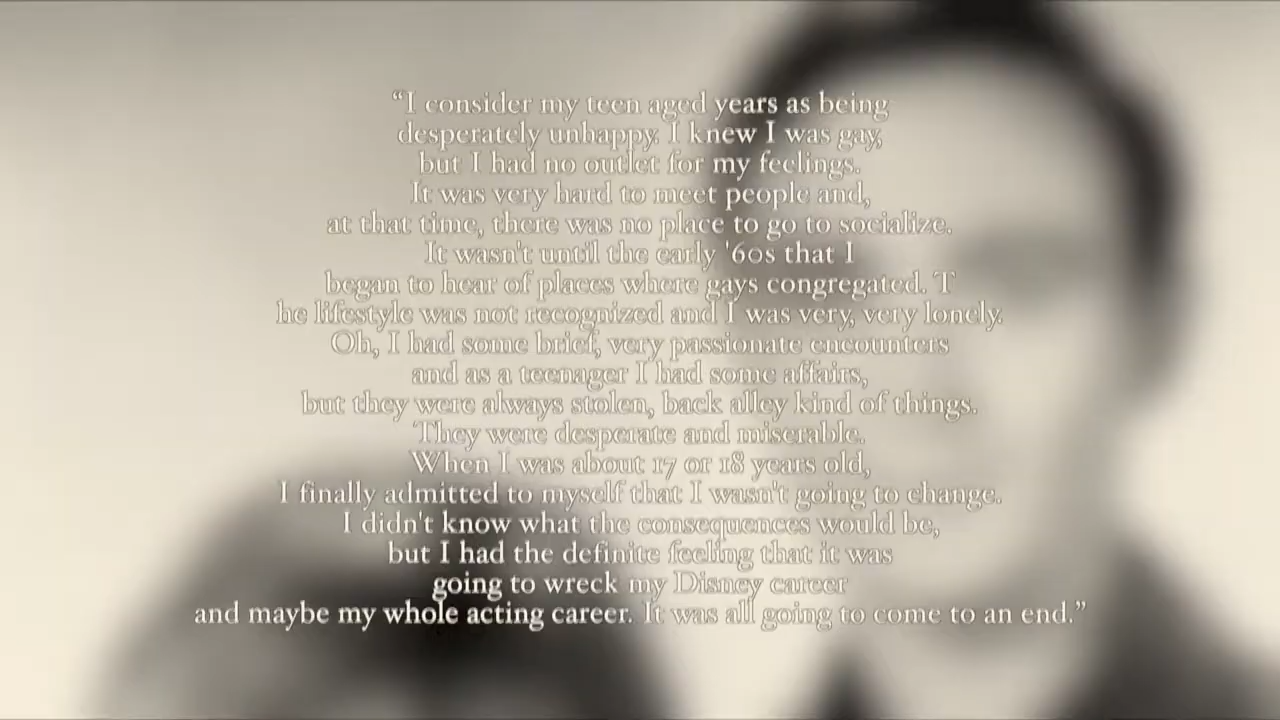 “I consider my teen aged years as being
desperately unhappy. I knew I was gay,
but I had no outlet for my feelings.
It was very hard to meet people and,
at that time, there was no place to go to socialize.
It wasn't until the early '60s that I
began to hear of places where gays congregated. T
he lifestyle was not recognized and I was very, very lonely.
Oh, I had some brief, very passionate encounters
and as a teenager I had some affairs,
but they were always stolen, back alley kind of things.
They were desperate and miserable.
When I was about 17 or 18 years old,
I finally admitted to myself that I wasn't going to change.
I didn't know what the consequences would be,
but I had the definite feeling that it was
going to wreck my Disney career
and maybe my whole acting career. It was all going to come to an end.”